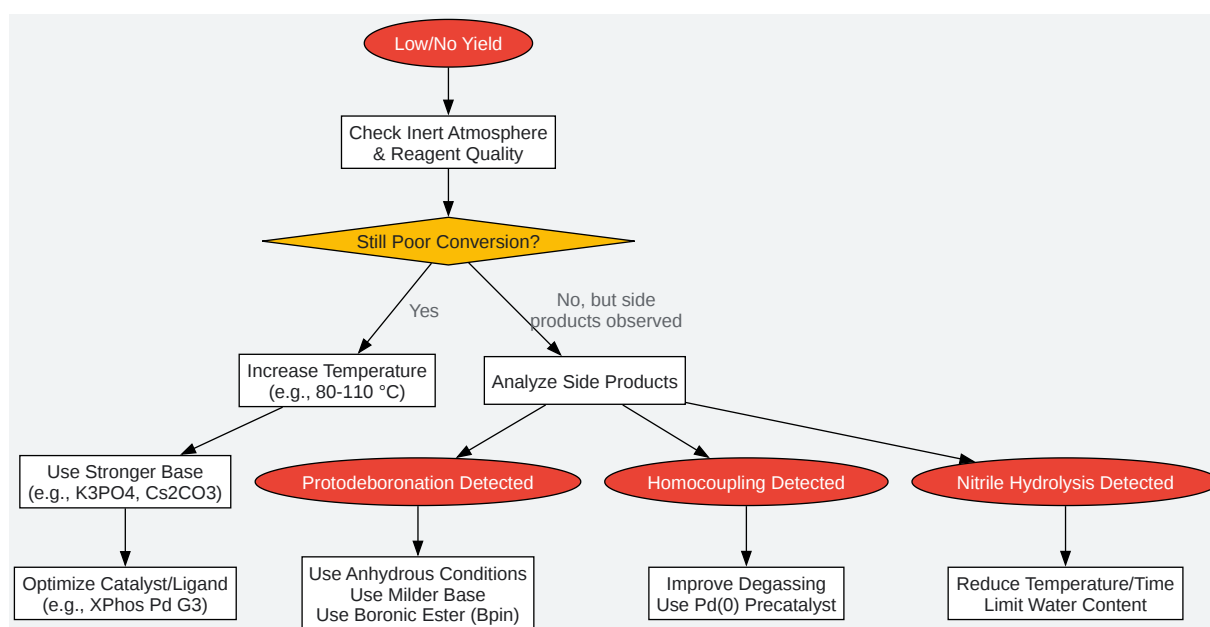 Low/No Yield
Check Inert Atmosphere
& Reagent Quality
Still Poor Conversion?
Yes
No, but side
products observed
Increase Temperature
(e.g., 80-110 °C)
Analyze Side Products
Use Stronger Base
(e.g., K3PO4, Cs2CO3)
Protodeboronation Detected
Homocoupling Detected
Nitrile Hydrolysis Detected
Optimize Catalyst/Ligand
(e.g., XPhos Pd G3)
Use Anhydrous Conditions
Use Milder Base
Use Boronic Ester (Bpin)
Improve Degassing
Use Pd(0) Precatalyst
Reduce Temperature/Time
Limit Water Content